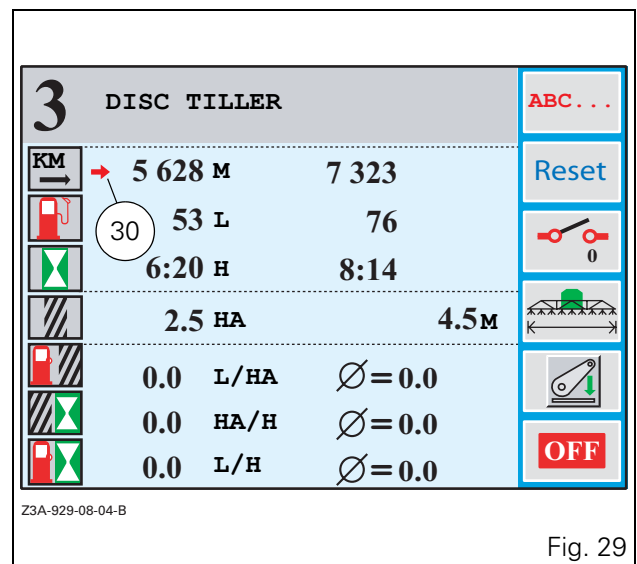 3 DISC TILLER ABC...
KM 5 628 M 7 323 Reset
30 53 L 76
0
6:20 H 8:14
2.5 HA 4.5M
0.0 L/HA ∅=0.0
0.0 HA/H ∅=0.0
OFF
0.0 L/H ∅=0.0
Z3A-929-08-04-B
Fig. 29